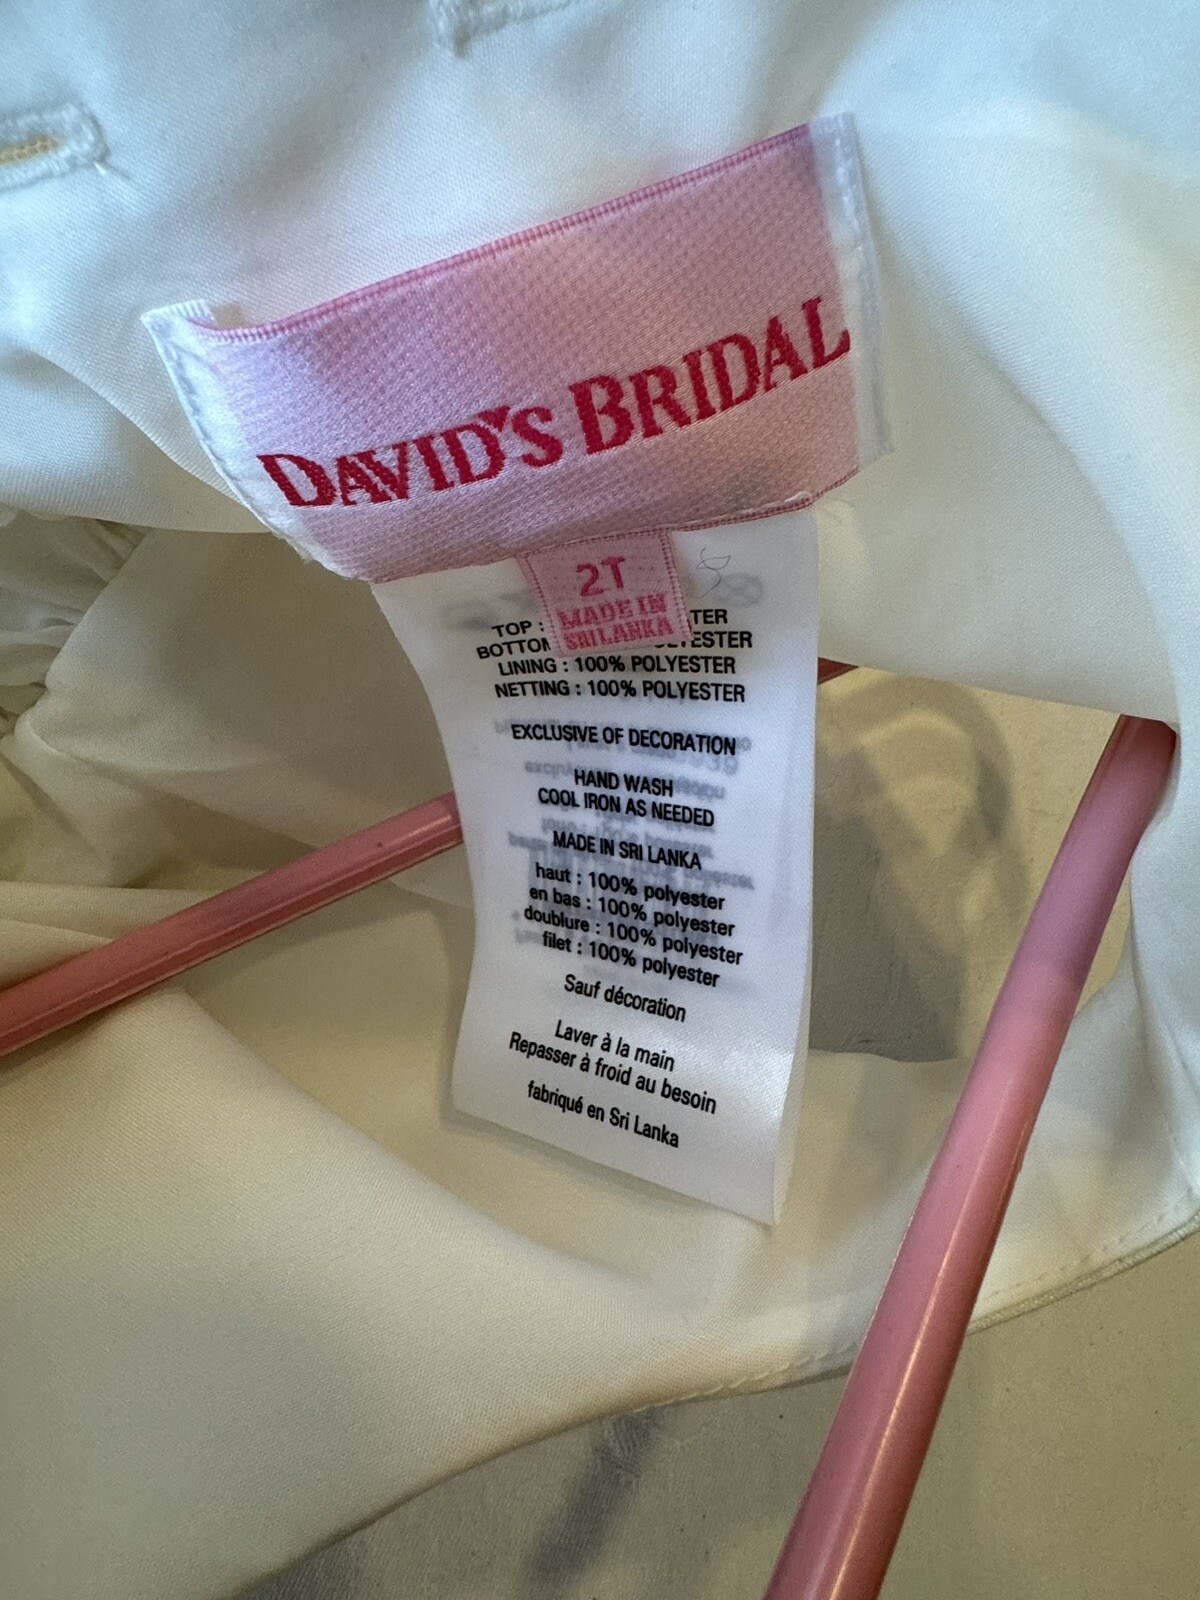 DAVID'S BRIDAL
2T
MADE IN
SRI LANKA
TOP : TER
BOTTOM ESTER
LINING : 100% POLYESTER
NETTING : 100% POLYESTER
EXCLUSIVE OF DECORATION
HAND WASH
COOL IRON AS NEEDED
MADE IN SRI LANKA
haut : 100% polyester
en bas : 100% polyester
doublure : 100% polyester
filet : 100% polyester
Sauf décoration
Laver à la main
Repasser à froid au besoin
fabriqué en Sri Lanka